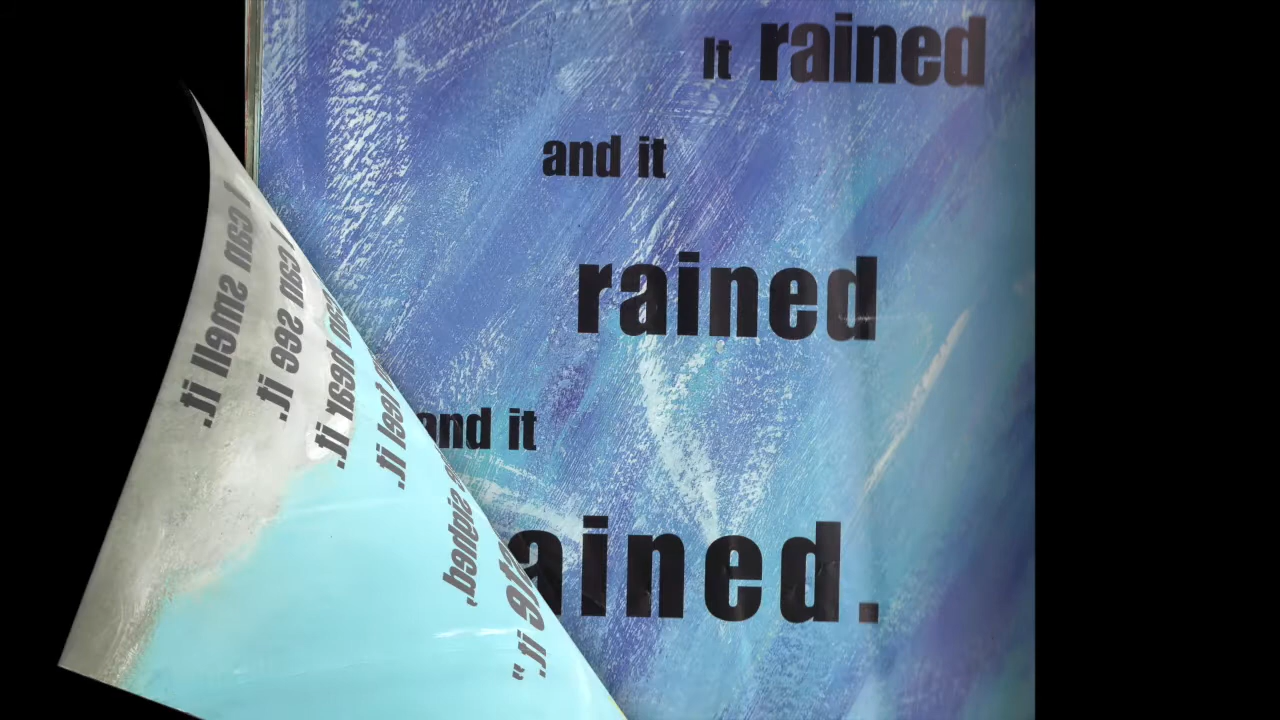 It rained
and it
rained
and it
ained.
I can smell it.
I can see it.
hear it.
feel it.
sighed,
it."